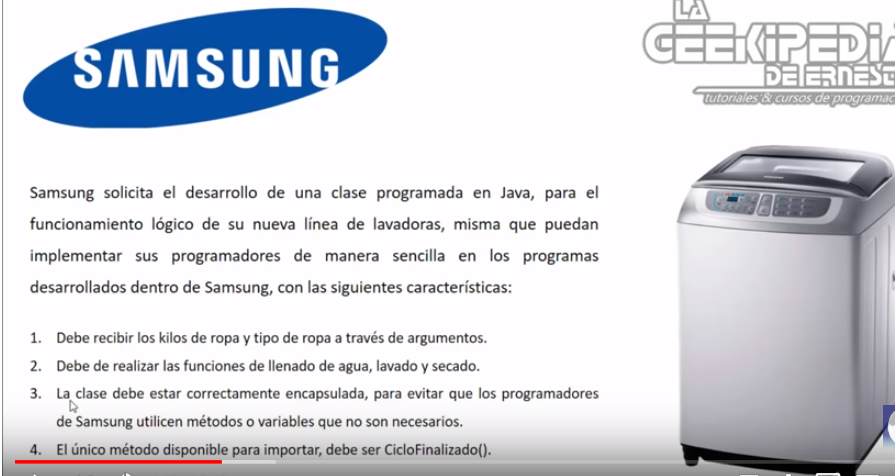 SAMSUNG
LA
GEEKIPEDIA
DE ERNESTO
tutoriales & cursos de
Samsung solicita el desarrollo de una clase programada en Java, para el
funcionamiento lógico de su nueva línea de lavadoras, misma que puedan
implementar sus programadores de manera sencilla en los programas
desarrollados dentro de Samsung, con las siguientes características:
1. Debe recibir los kilos de ropa y tipo de ropa a través de argumentos.
2. Debe de realizar las funciones de llenado de agua, lavado y secado.
3. La clase debe estar correctamente encapsulada, para evitar que los programadores
de Samsung utilicen métodos o variables que no son necesarios.
4. El único método disponible para importar, debe ser CicloFinalizado().